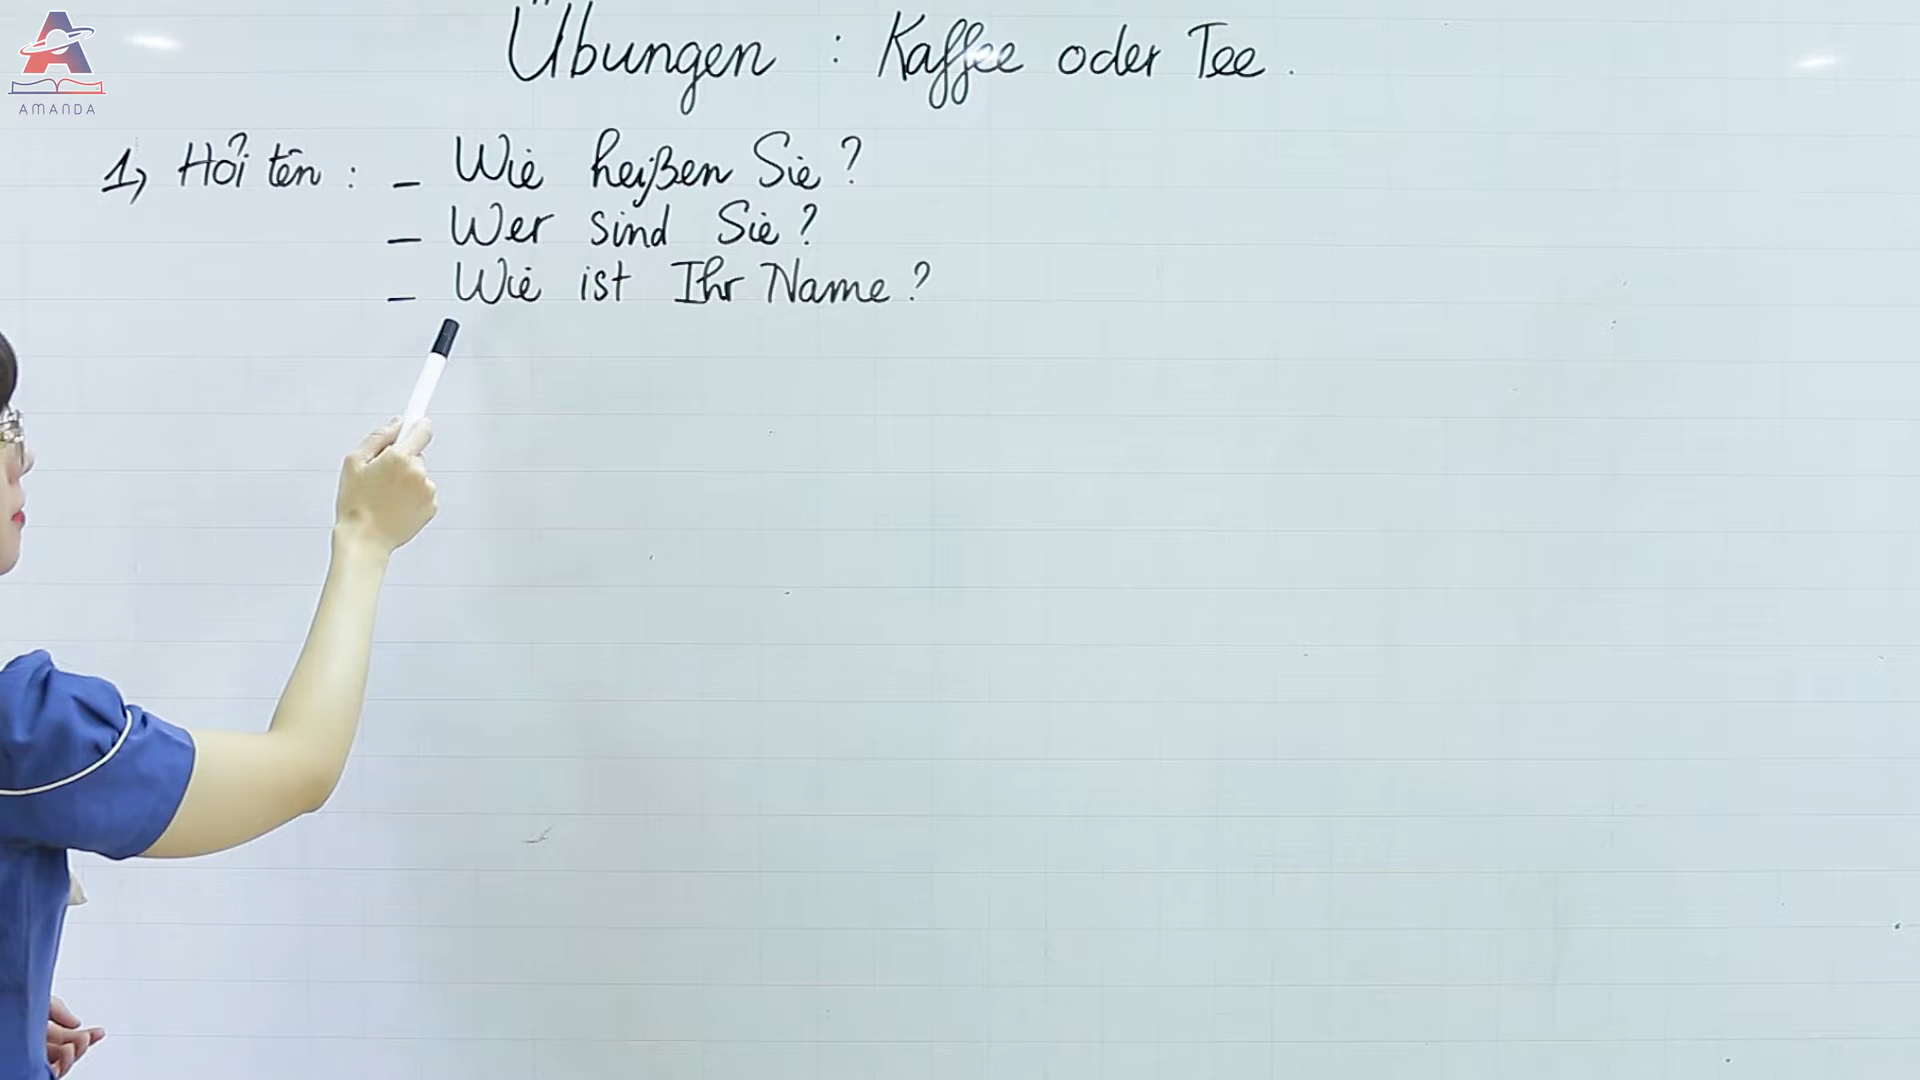 AMANDA
Übungen : Kaffee oder Tee.
1, Hỏi tên : - Wie heißen Sie ?
- Wer sind Sie ?
- Wie ist Ihr Name ?